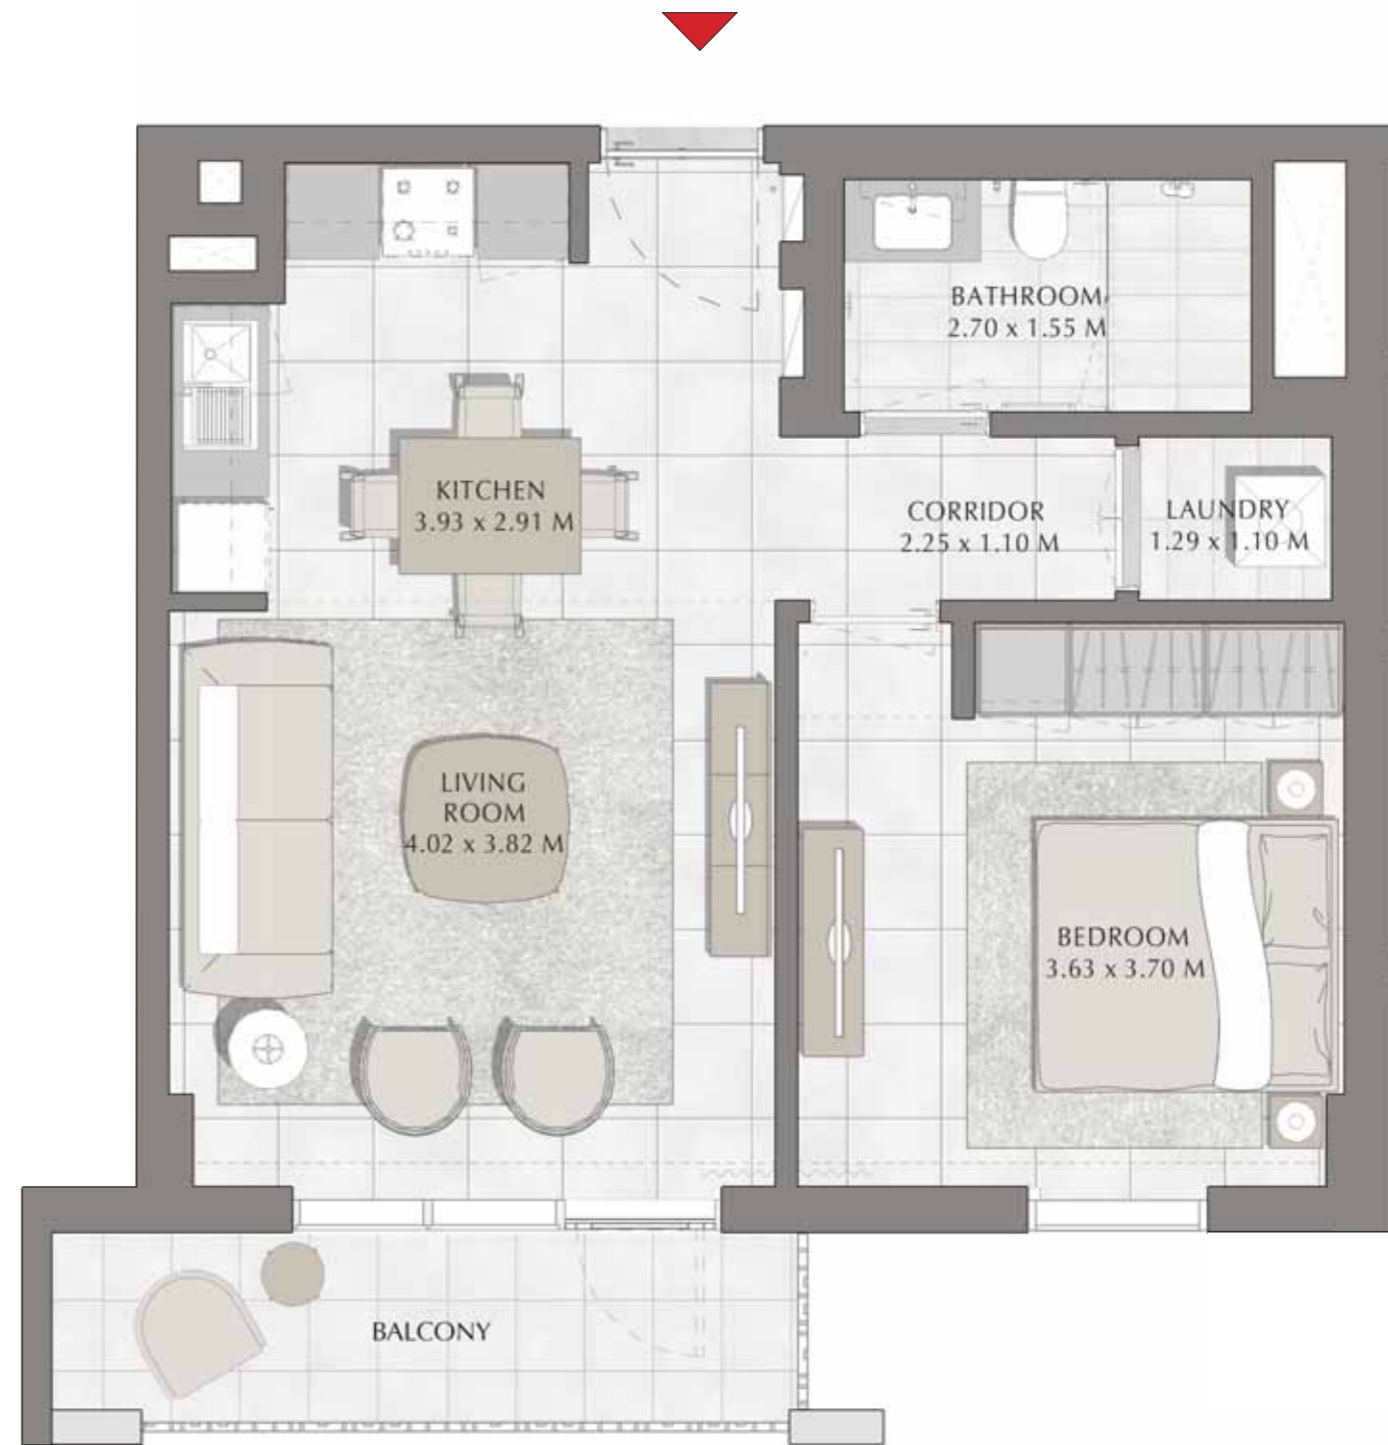 BATHROOM
2.70 x 1.55 M
KITCHEN
3.93 x 2.91 M
CORRIDOR
2.25 x 1.10 M
LAUNDRY
1.29 x 1.10 M
LIVING
ROOM
4.02 x 3.82 M
BEDROOM
3.63 x 3.70 M
BALCONY